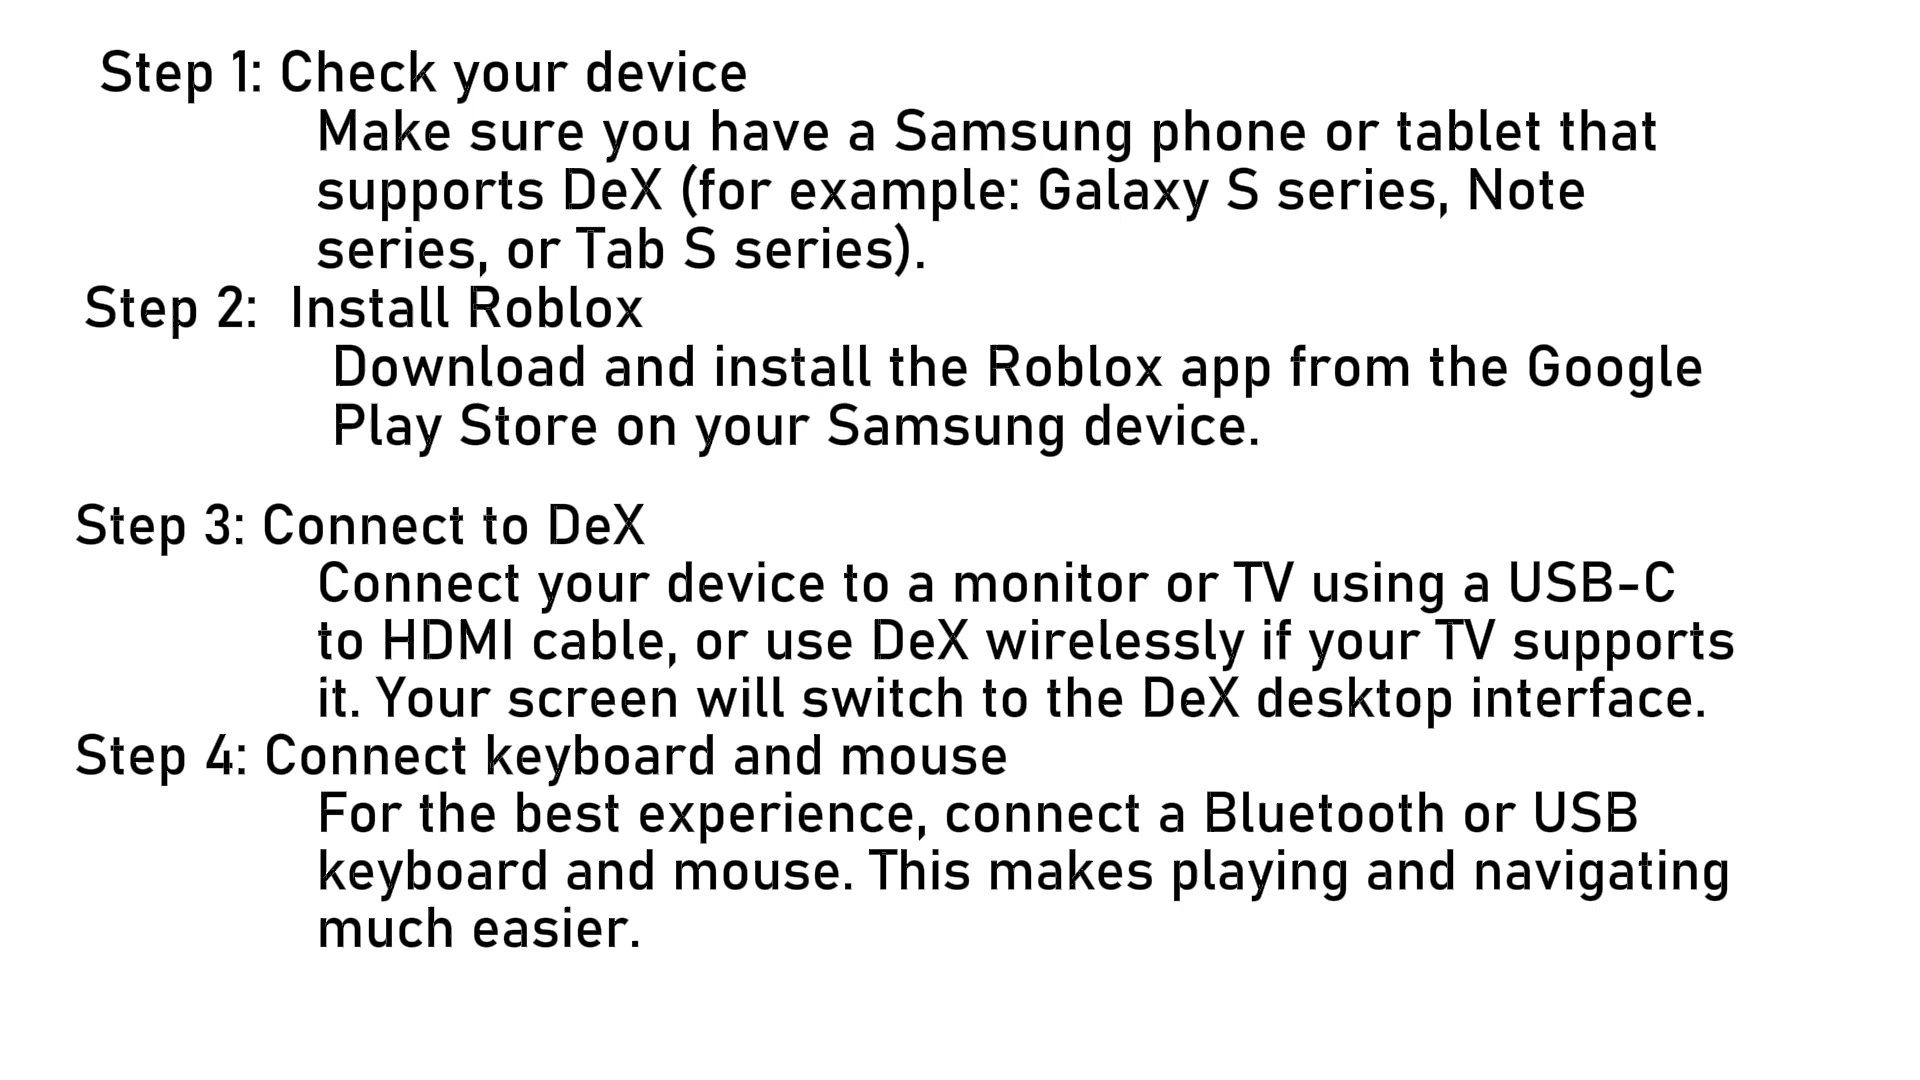 Step 1: Check your device
Make sure you have a Samsung phone or tablet that
supports DeX (for example: Galaxy S series, Note
series, or Tab S series).
Step 2:  Install Roblox
Download and install the Roblox app from the Google
Play Store on your Samsung device.
Step 3: Connect to DeX
Connect your device to a monitor or TV using a USB-C
to HDMI cable, or use DeX wirelessly if your TV supports
it. Your screen will switch to the DeX desktop interface.
Step 4: Connect keyboard and mouse
For the best experience, connect a Bluetooth or USB
keyboard and mouse. This makes playing and navigating
much easier.